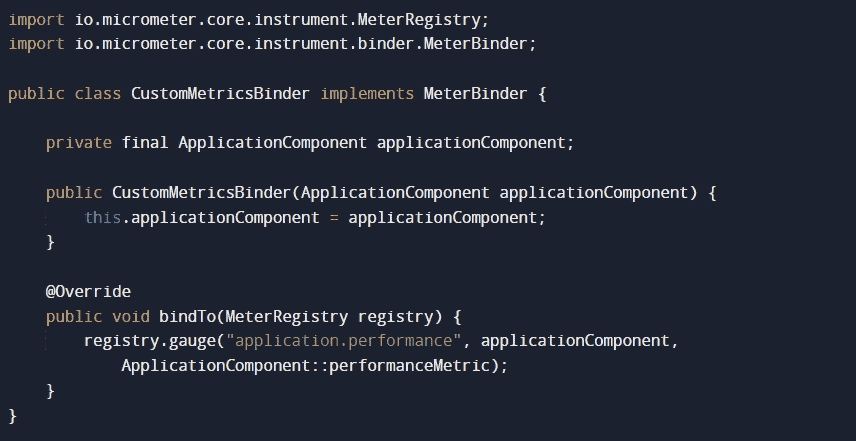 import io.micrometer.core.instrument.MeterRegistry;
import io.micrometer.core.instrument.binder.MeterBinder;

public class CustomMetricsBinder implements MeterBinder {

    private final ApplicationComponent applicationComponent;

    public CustomMetricsBinder(ApplicationComponent applicationComponent) {
        this.applicationComponent = applicationComponent;
    }

    @Override
    public void bindTo(MeterRegistry registry) {
        registry.gauge("application.performance", applicationComponent,
            ApplicationComponent::performanceMetric);
    }
}